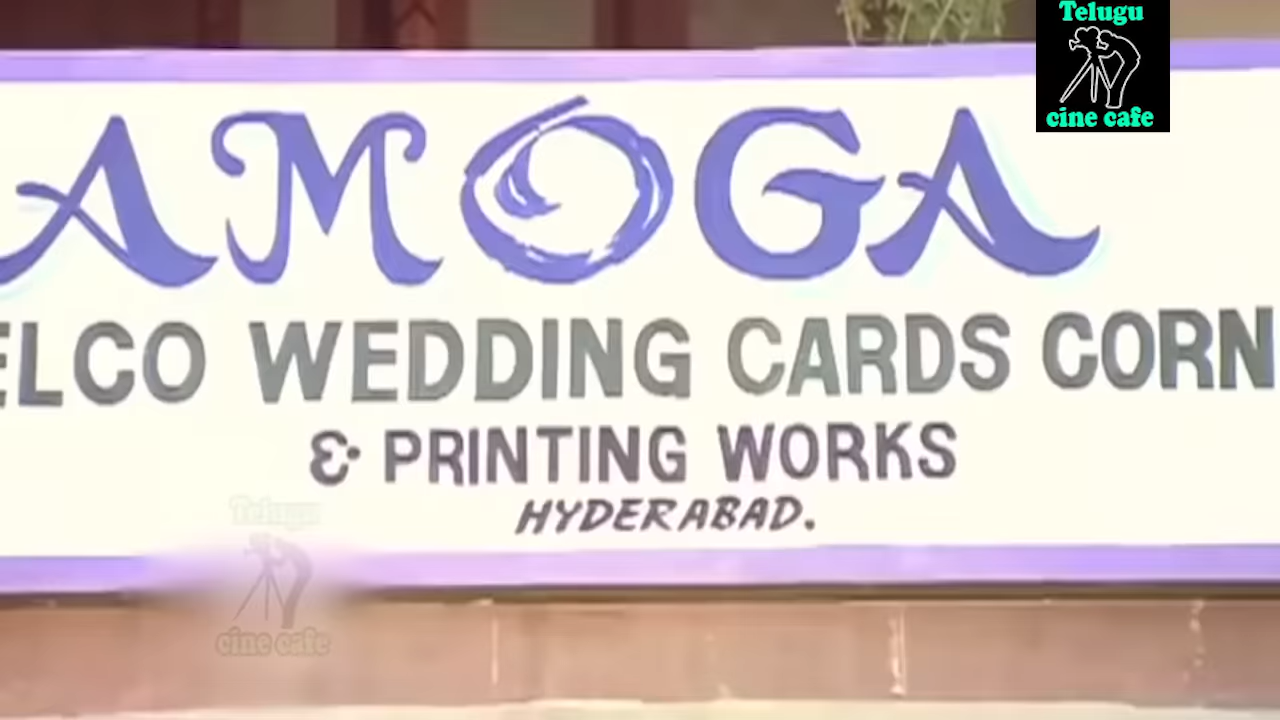 Telugu
cine cafe
AMOGA
ELCO WEDDING CARDS CORN
& PRINTING WORKS
HYDERABAD.
Telugu
cine cafe